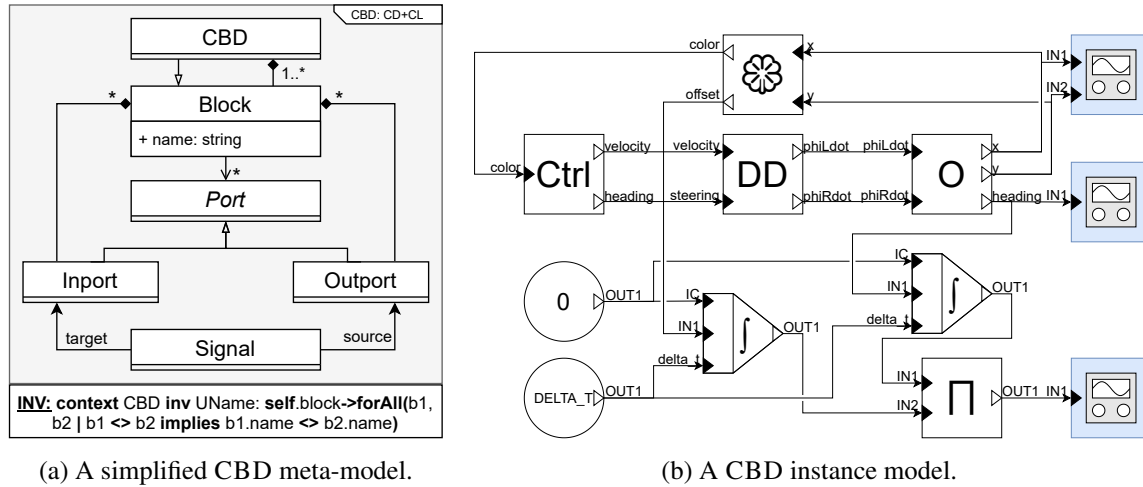 CBD: CD+CL
CBD
1..*
*
*
Block
+ name: string
*
Port
Inport
Outport
target
source
Signal
INV: context CBD inv UName: self.block->forAll(b1,
b2 | b1 <> b2 implies b1.name <> b2.name)
(a) A simplified CBD meta-model.
color
x
IN1
offset
y
IN2
color
Ctrl
velocity
velocity
DD
phiLdot
phiLdot
O
x
y
heading
steering
phiRdot
phiRdot
heading
IN1
0
OUT1
IC
IN1
delta_t
∫
OUT1
IC
IN1
delta_t
∫
OUT1
DELTA_T
OUT1
IN1
IN2
Π
OUT1
IN1
(b) A CBD instance model.